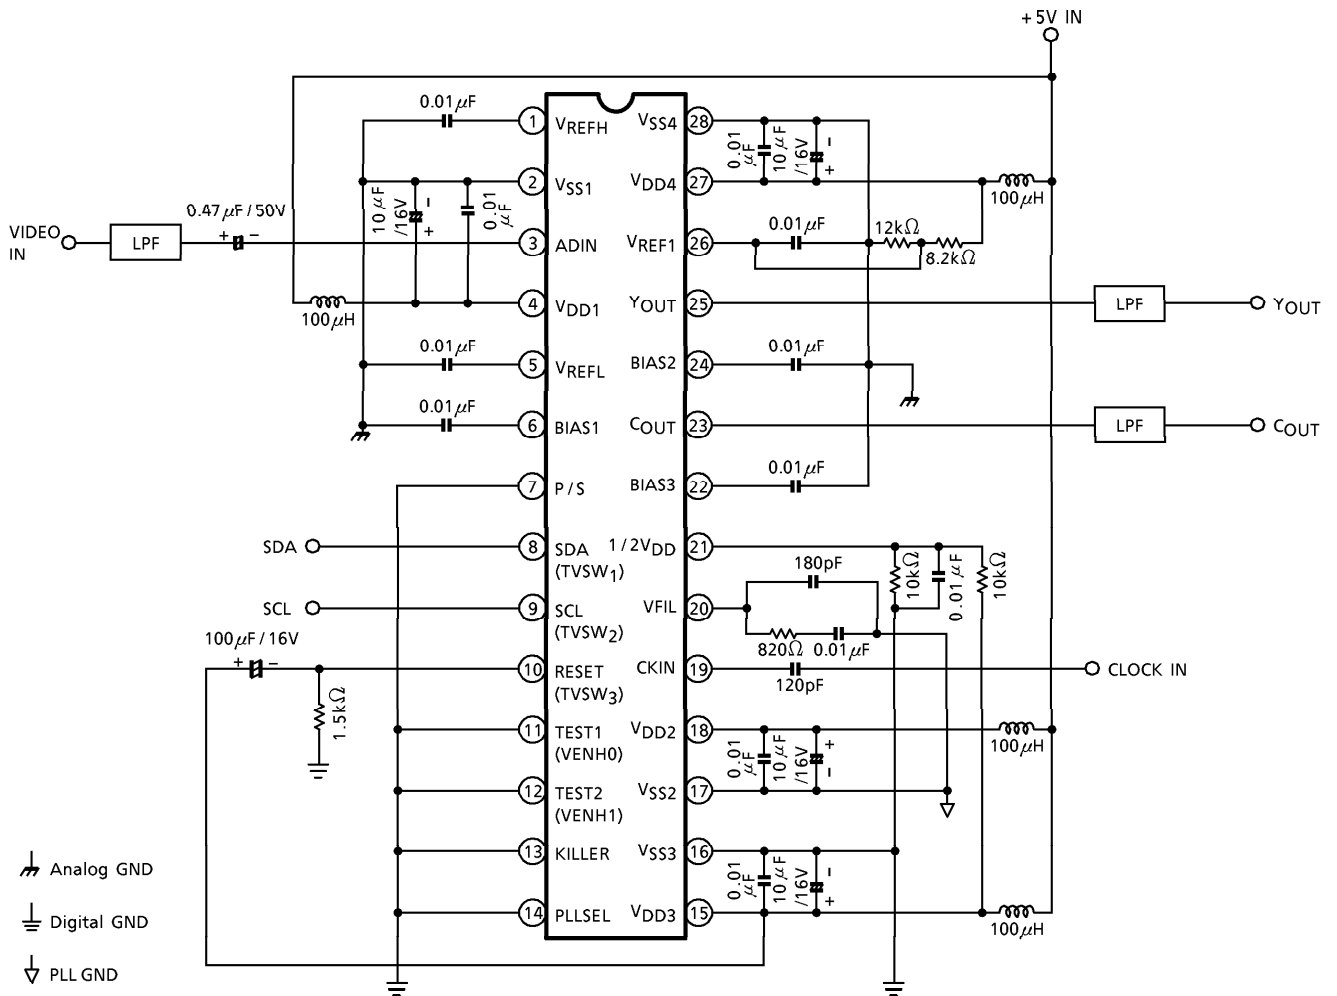 +5V IN
0.01μF
1
VREFH
VSS4
28
0.01
μF
10μF
/16V
−
+
2
VSS1
10μF
/16V
−
+
0.01
μF
VDD4
27
100μH
VIDEO
IN
LPF
0.47μF/50V
+
−
3
ADIN
VREF1
26
0.01μF
12kΩ
8.2kΩ
100μH
4
VDD1
YOUT
25
LPF
YOUT
0.01μF
5
VREFL
BIAS2
24
0.01μF
0.01μF
6
BIAS1
COUT
23
LPF
COUT
7
P/S
BIAS3
22
0.01μF
SDA
8
SDA
(TVSW1)
1/2VDD
21
10kΩ
0.01μF
10kΩ
180pF
SCL
9
SCL
(TVSW2)
VFIL
20
820Ω
0.01μF
100μF/16V
+
−
10
RESET
(TVSW3)
CKIN
19
120pF
CLOCK IN
1.5kΩ
11
TEST1
(VENH0)
VDD2
18
0.01
μF
10μF
/16V
+
−
100μH
12
TEST2
(VENH1)
VSS2
17
13
KILLER
VSS3
16
0.01
μF
10μF
/16V
−
+
14
PLLSEL
VDD3
15
100μH
Analog GND
Digital GND
PLL GND